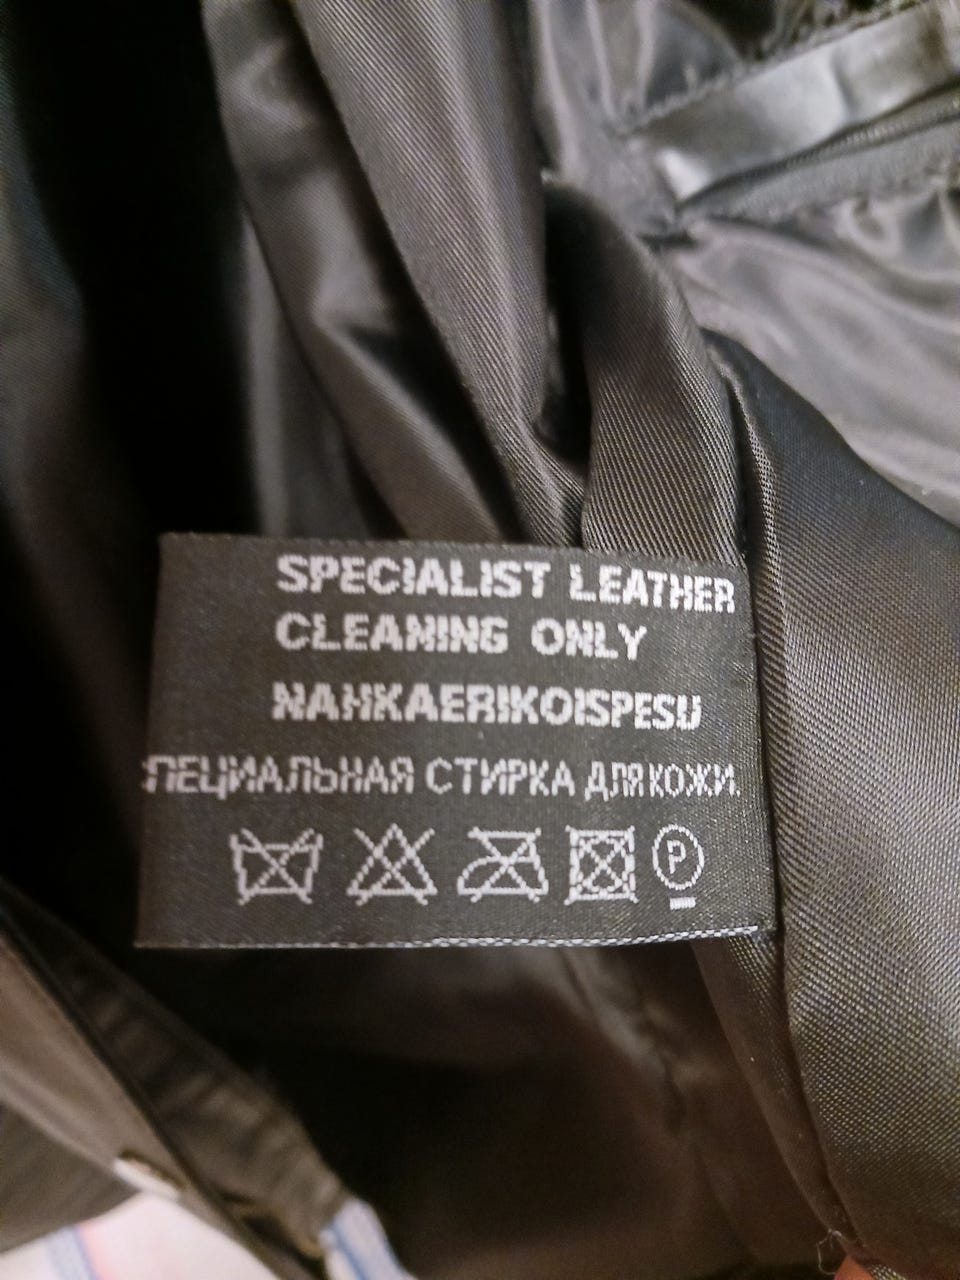 SPECIALIST LEATHER
CLEANING ONLY
NAHKAERIKOISPESU
ПЕЦИАЛЬНАЯ СТИРКА ДЛЯ КОЖИ.
P